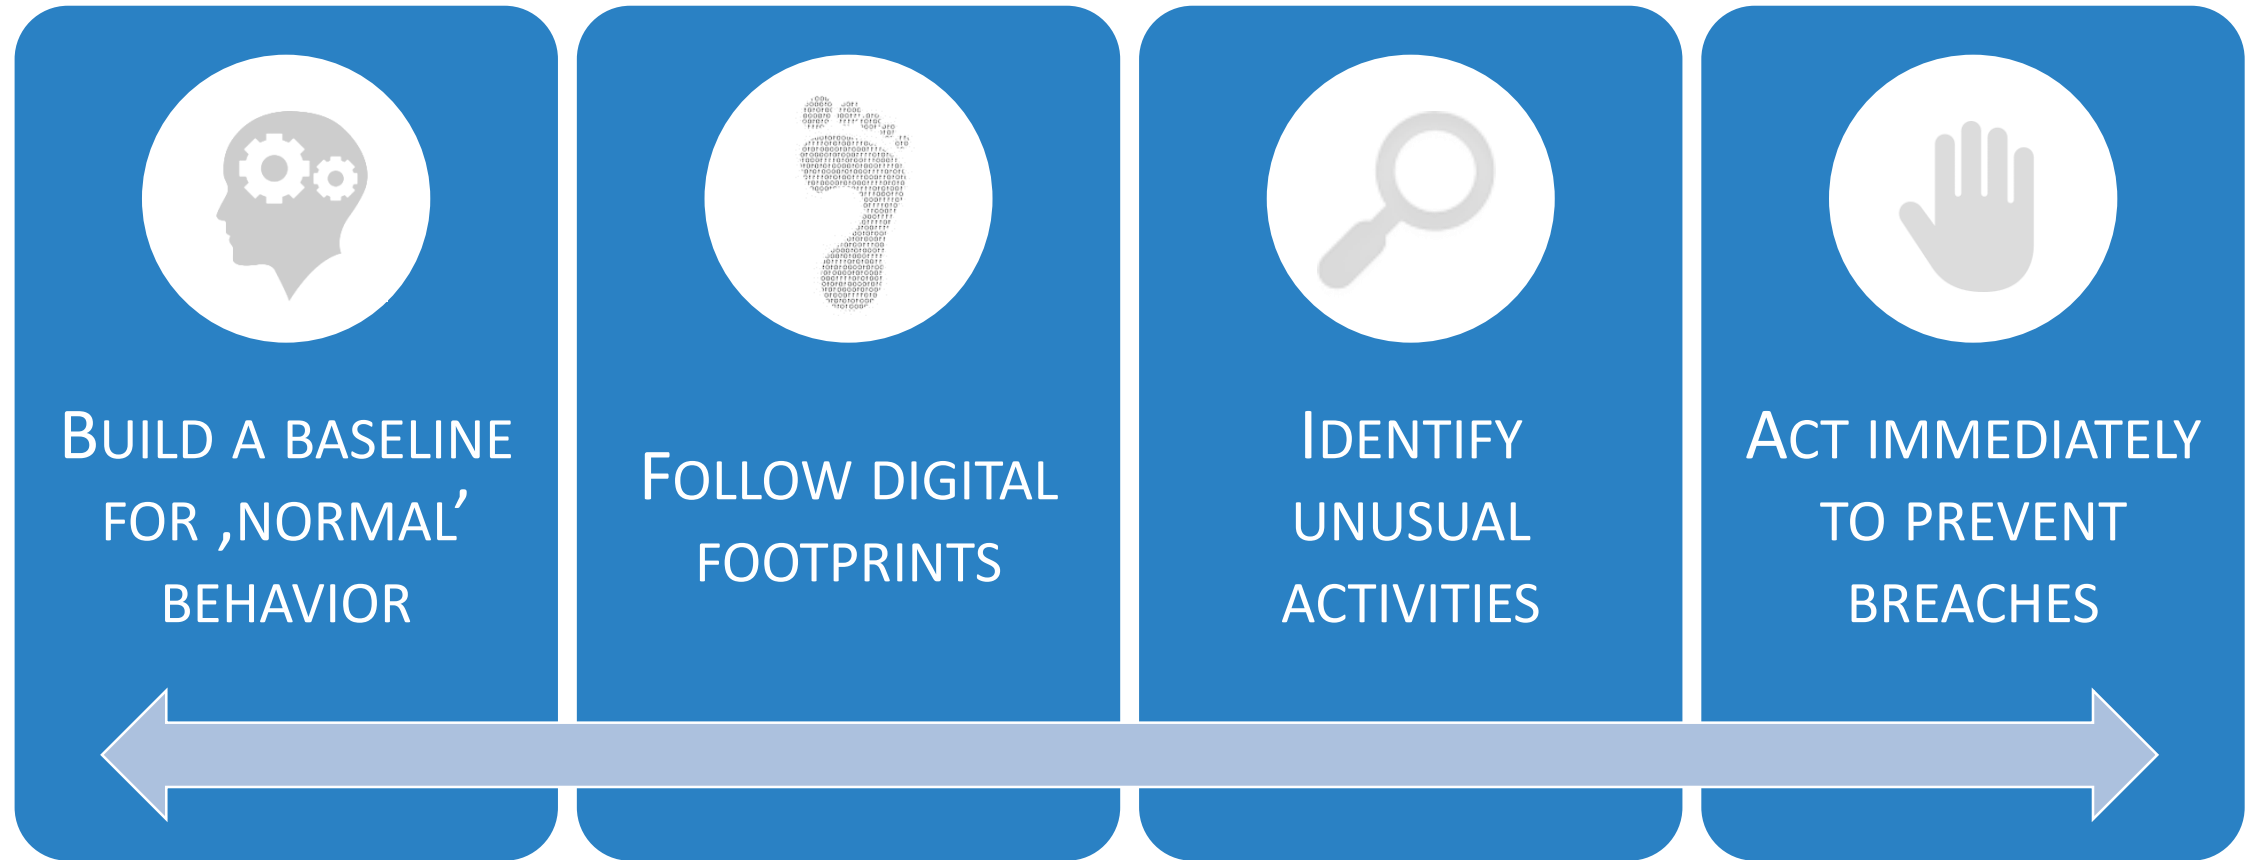 Build a baseline
for ‚normal’
behavior
Follow digital
footprints
Identify
unusual
activities
Act immediately
to prevent
breaches